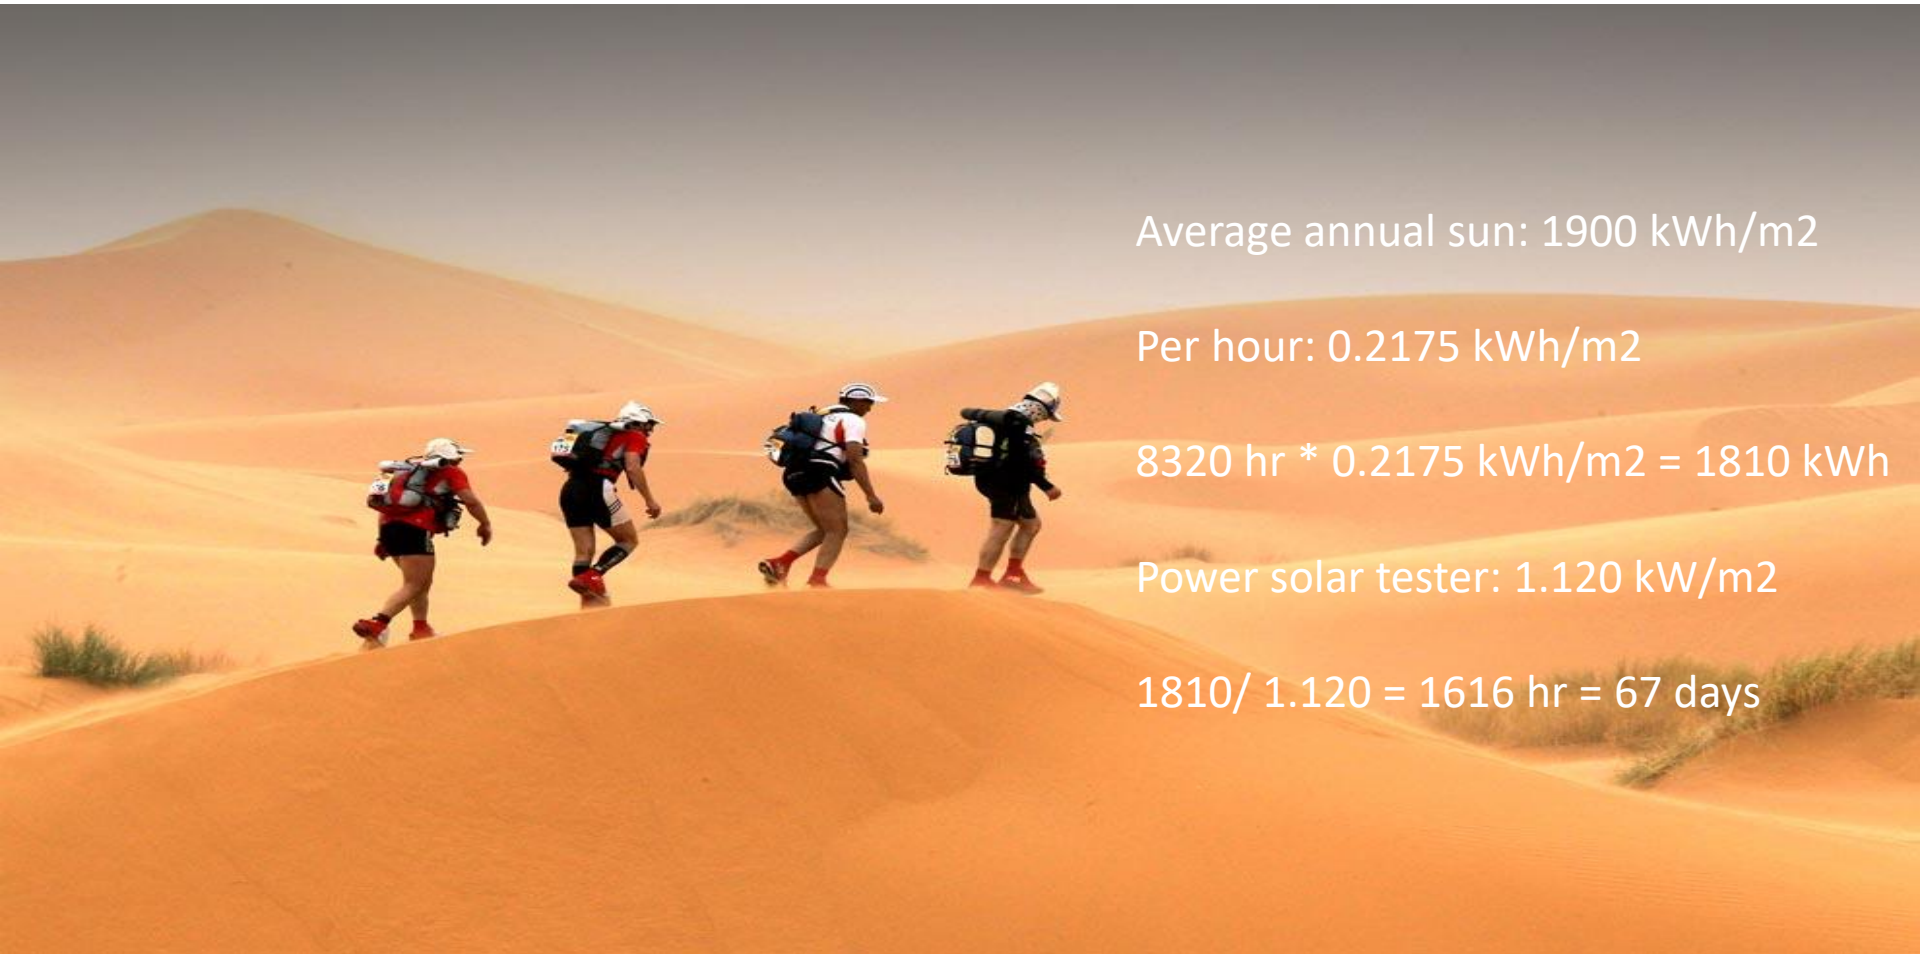 Average annual sun: 1900 kWh/m2
Per hour: 0.2175 kWh/m2
8320 hr * 0.2175 kWh/m2 = 1810 kWh
Power solar tester: 1.120 kW/m2
1810/ 1.120 = 1616 hr = 67 days